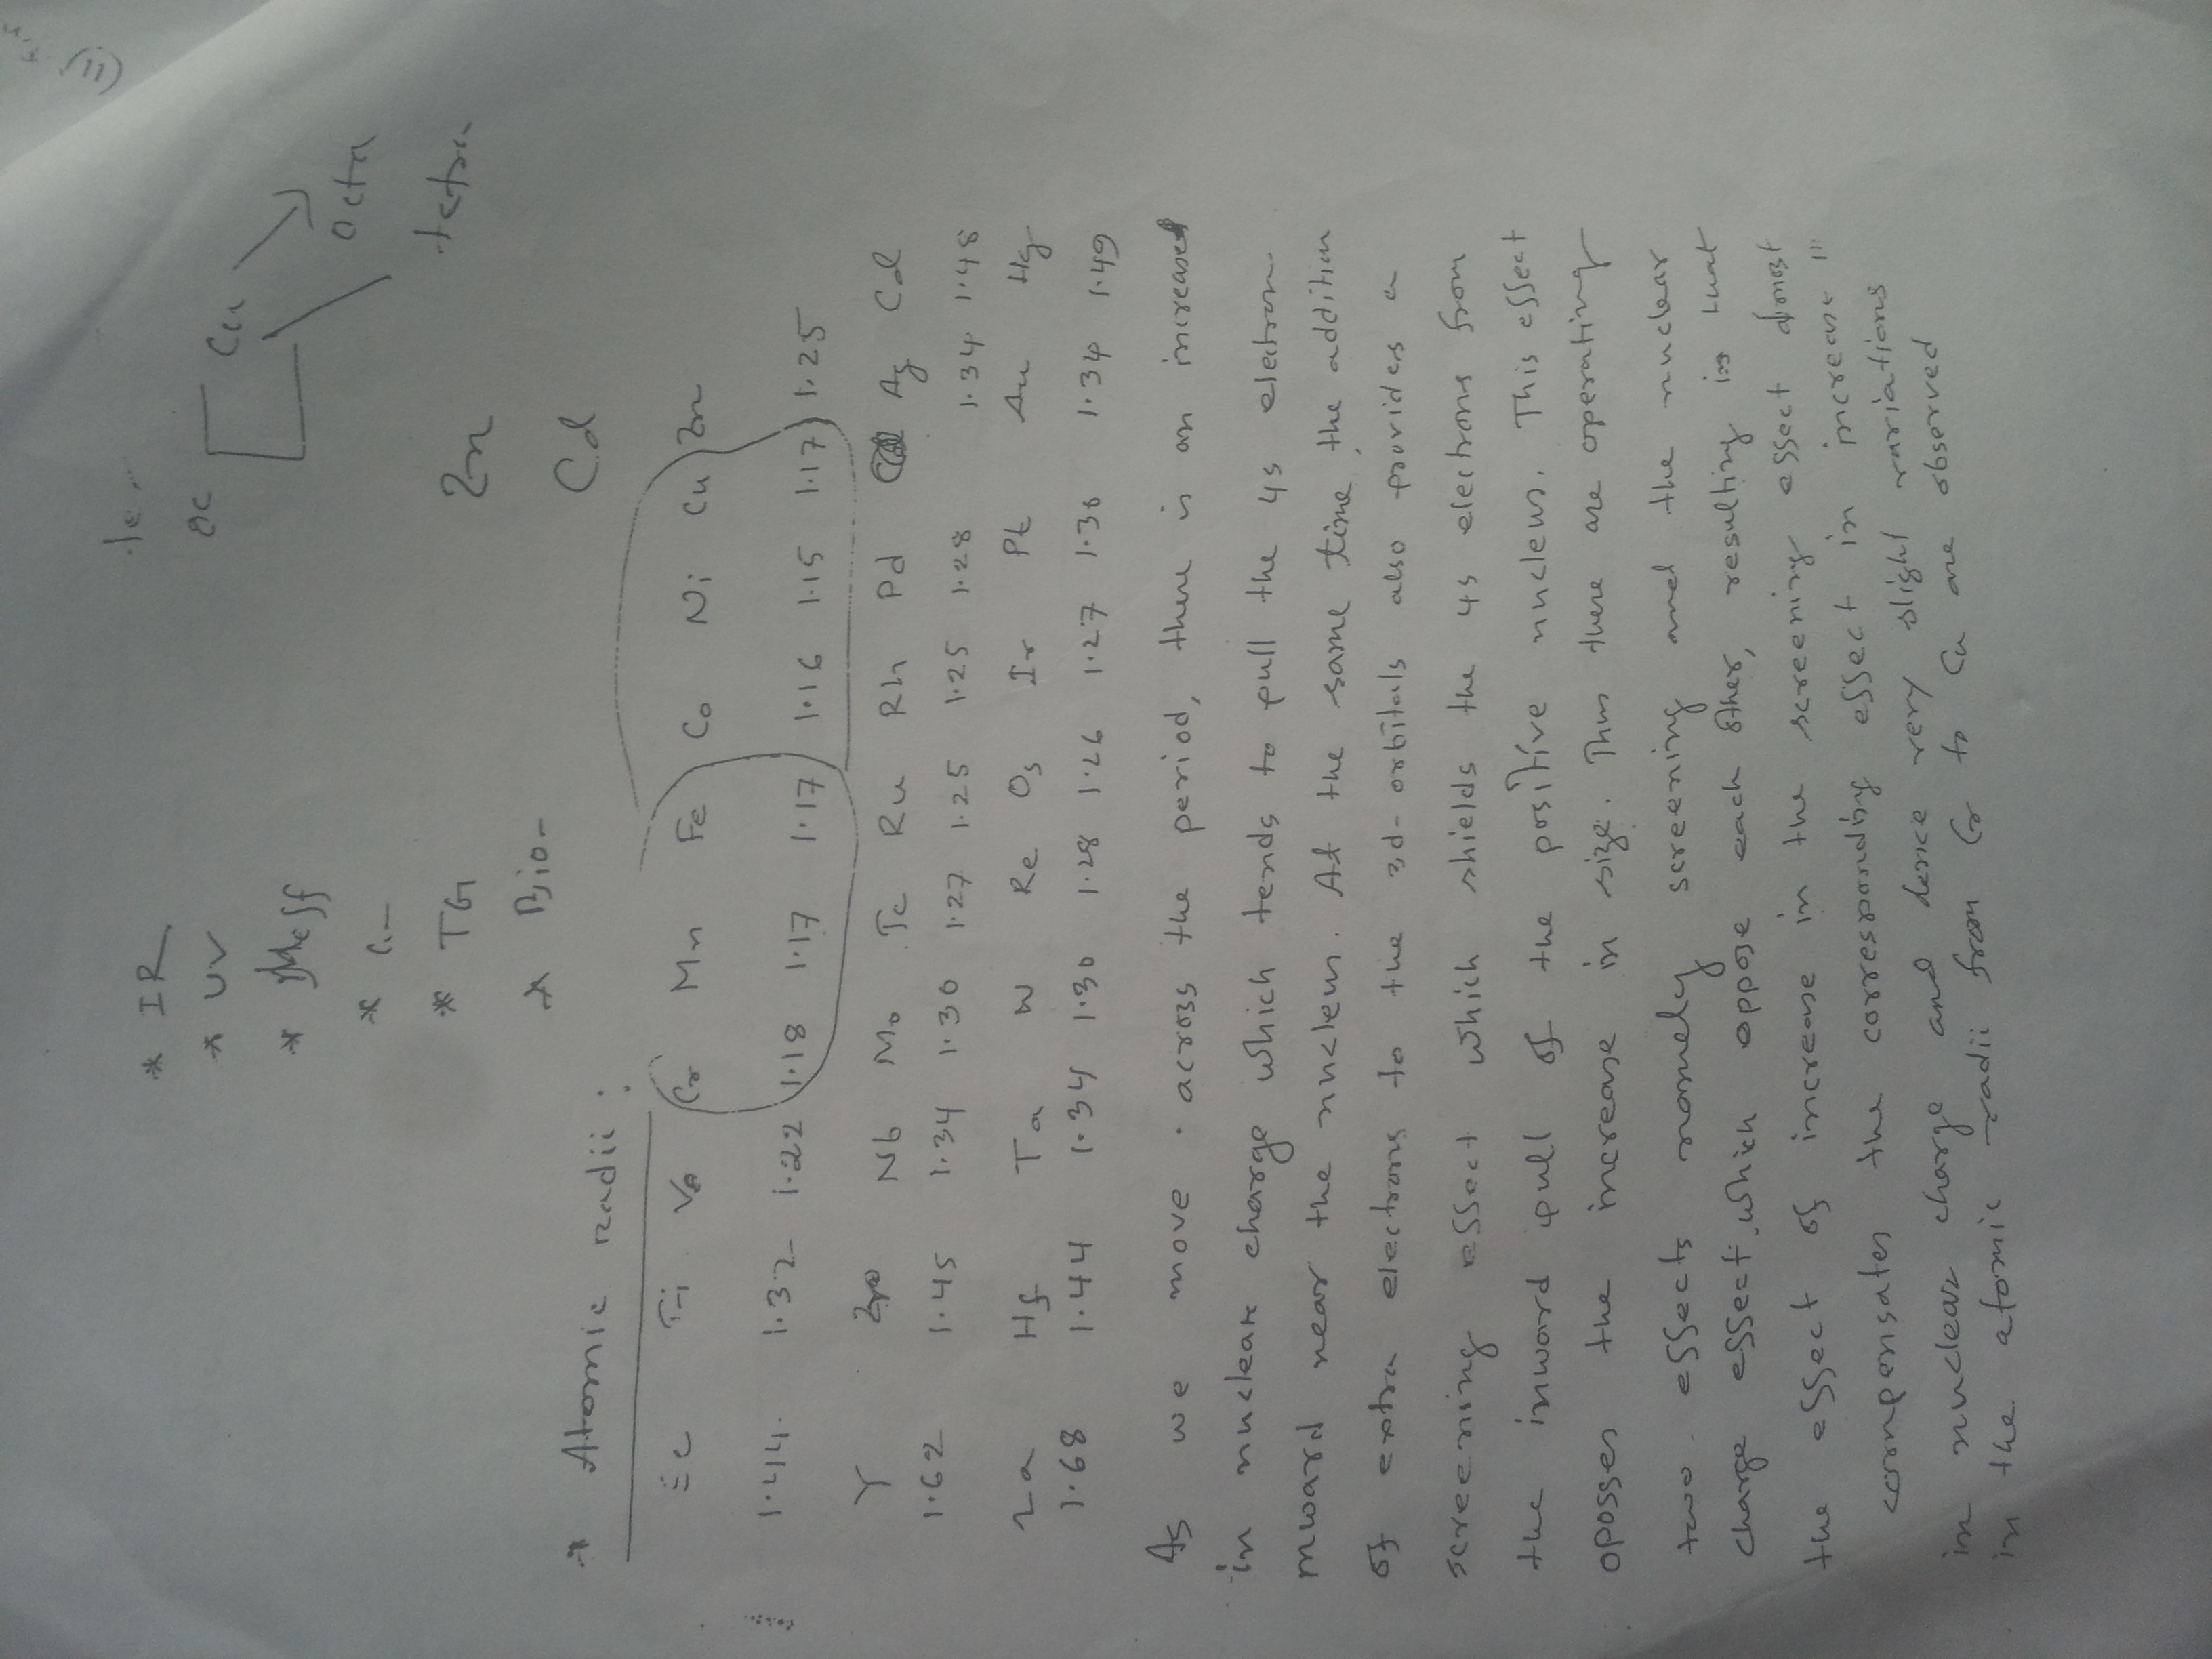 * IR
* UV
* eff
*
* TG
* Bio-
oc
Cu
Octa
tetra
Zn
Cd
* Atomic radii :
Sc Ti Va Cr Mn Fe Co Ni Cu Zn
1.44 1.32 1.22 1.18 1.17 1.17 1.16 1.15 1.17 1.25
Y Zr Nb Mo Tc Ru Rh Pd Ag Cd
1.62 1.45 1.34 1.30 1.27 1.25 1.25 1.28 1.34 1.48
La Hf Ta W Re Os Ir Pt Au Hg
1.68 1.44 1.34 1.30 1.28 1.26 1.27 1.30 1.34 1.49
As we move across the period, there is an increase
in nuclear charge which tends to pull the 4s electron
inward near the nucleus. At the same time, the addition
of extra electrons to the 3d-orbitals also provides a
screening effect which shields the 4s electrons from
the inward pull of the positive nucleus. This effect
oposses the increase in size. Thus there are operating
two effects namely screening and the nuclear
charge effect, which oppose each other, resulting is that
the effect of increase in the screening effect almost
compensates the corresponding effect in increase
in nuclear charge and hence very slight variations
in the atomic radii from Cr to Cu are observed